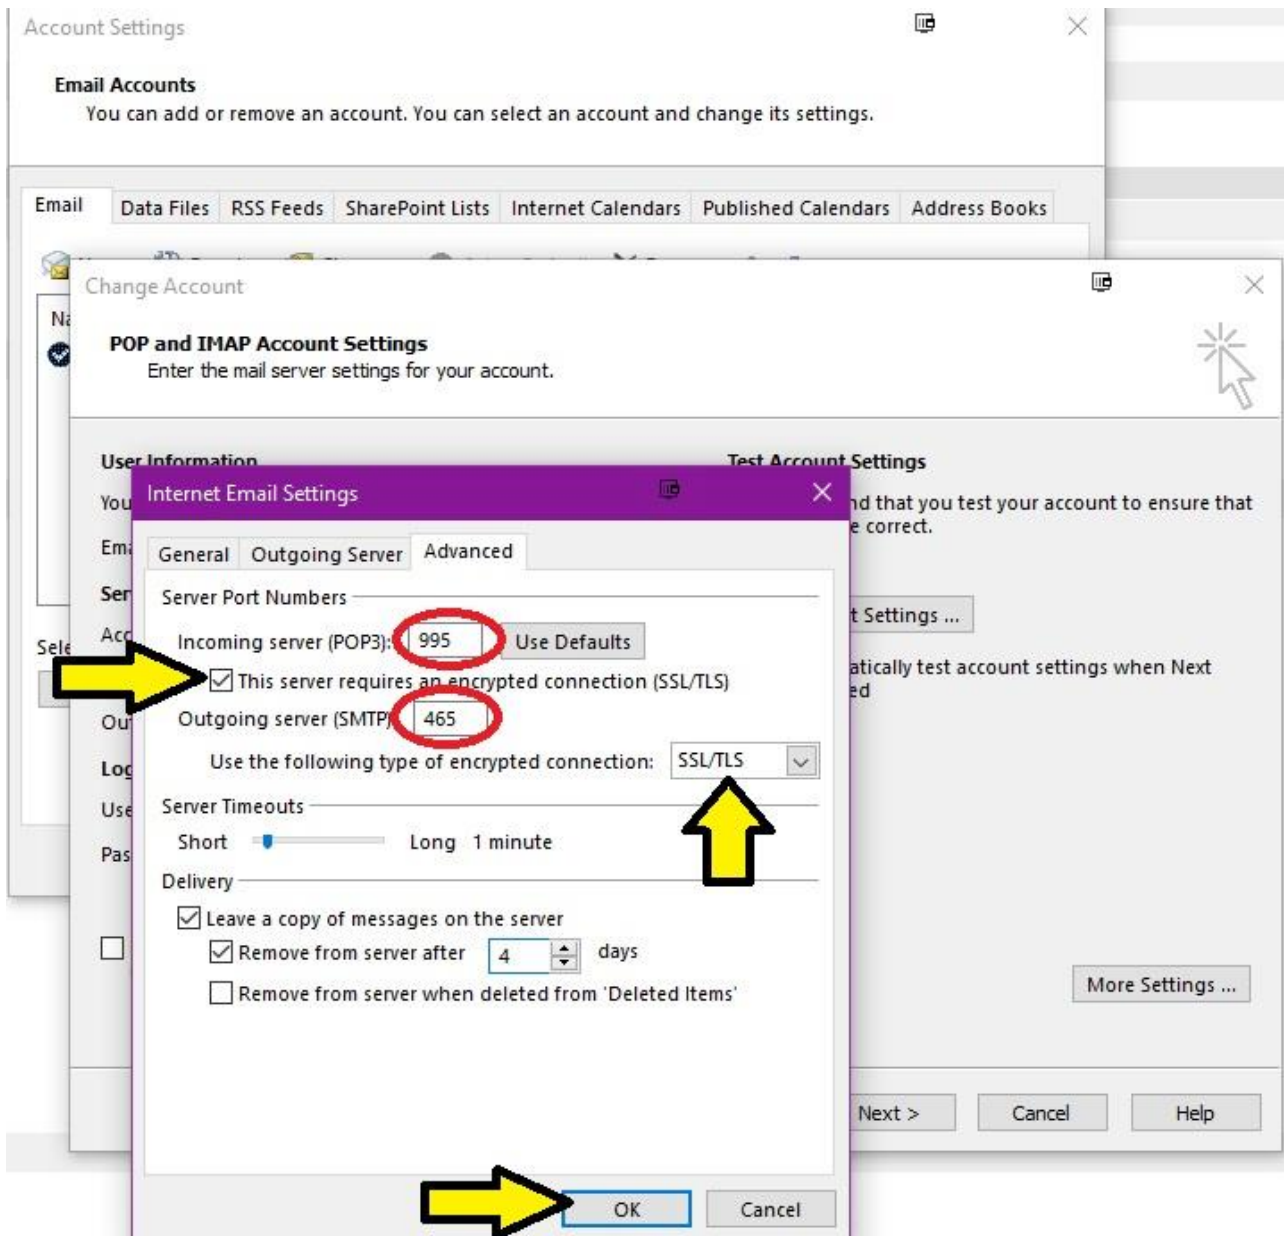 Account Settings
Email Accounts
You can add or remove an account. You can select an account and change its settings.
Email Data Files RSS Feeds SharePoint Lists Internet Calendars Published Calendars Address Books
Change Account
POP and IMAP Account Settings
Enter the mail server settings for your account.
User Information
Test Account Settings
that you test your account to ensure that
correct.
Internet Email Settings
General Outgoing Server Advanced
Server Port Numbers
Incoming server (POP3): 995 Use Defaults
Settings ...
This server requires an encrypted connection (SSL/TLS)
account settings when Next
test
Outgoing server (SMTP 465
Use the following type of encrypted connection: SSL/TLS
Server Timeouts
Short Long 1 minute
Delivery
Leave a copy of messages on the server
Remove from server after 4 days
Remove from server when deleted from 'Deleted Items'
More Settings ...
Next > Cancel Help
OK Cancel